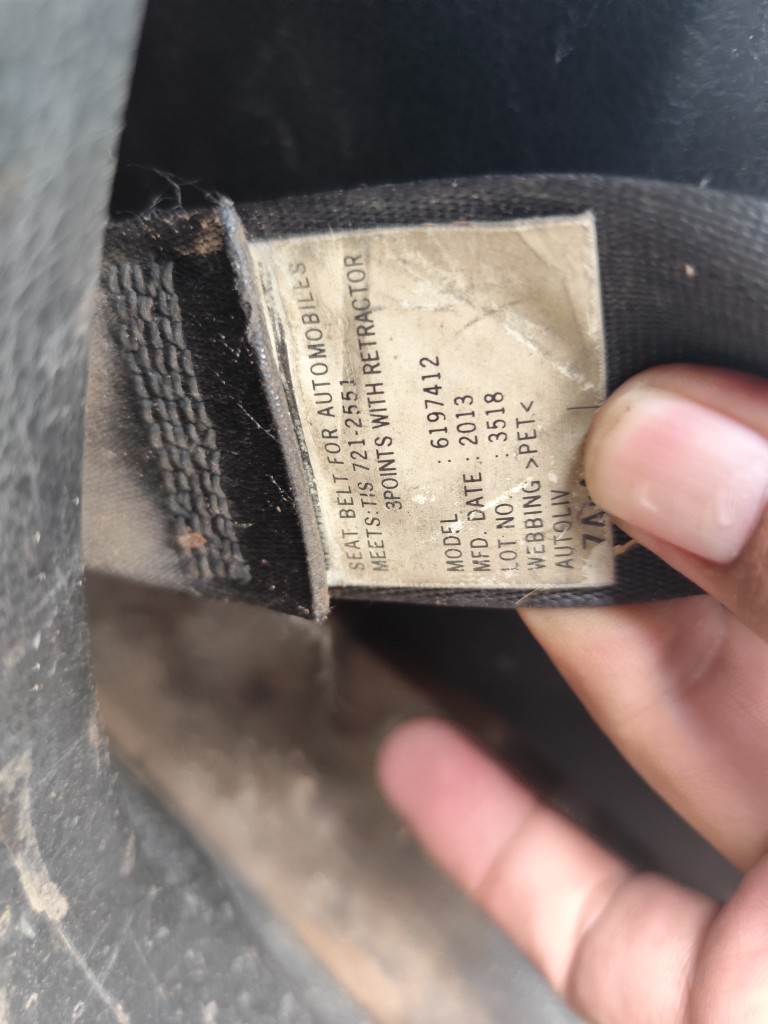 SEAT BELT FOR AUTOMOBILES
MEETS:TIS 721-2551
3POINTS WITH RETRACTOR
MODEL : 6197412
MFD. DATE : 2013
LOT NO. : 3518
WEBBING >PET<
AUTOLIV